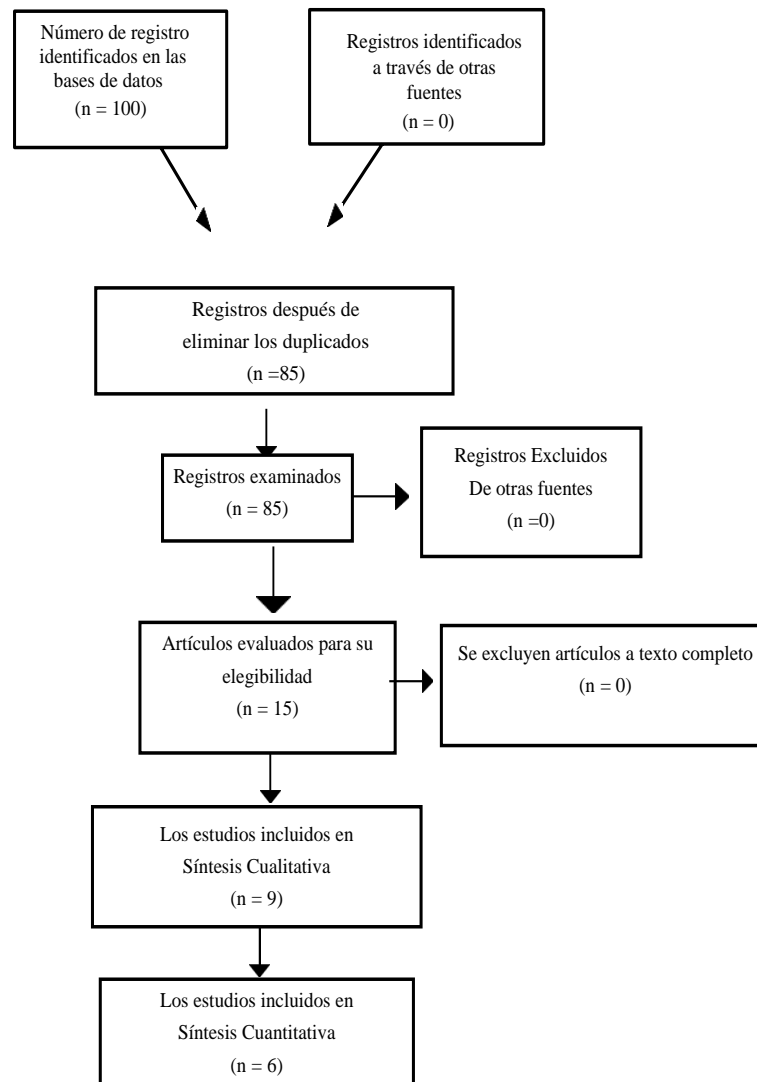 Número de registro
identificados en las
bases de datos
(n = 100)
Registros identificados
a través de otras
fuentes
(n = 0)
Registros después de
eliminar los duplicados
(n =85)
Registros examinados
(n = 85)
Registros Excluidos
De otras fuentes
(n =0)
Artículos evaluados para su
elegibilidad
(n = 15)
Se excluyen artículos a texto completo
(n = 0)
Los estudios incluidos en
Síntesis Cualitativa
(n = 9)
Los estudios incluidos en
Síntesis Cuantitativa
(n = 6)